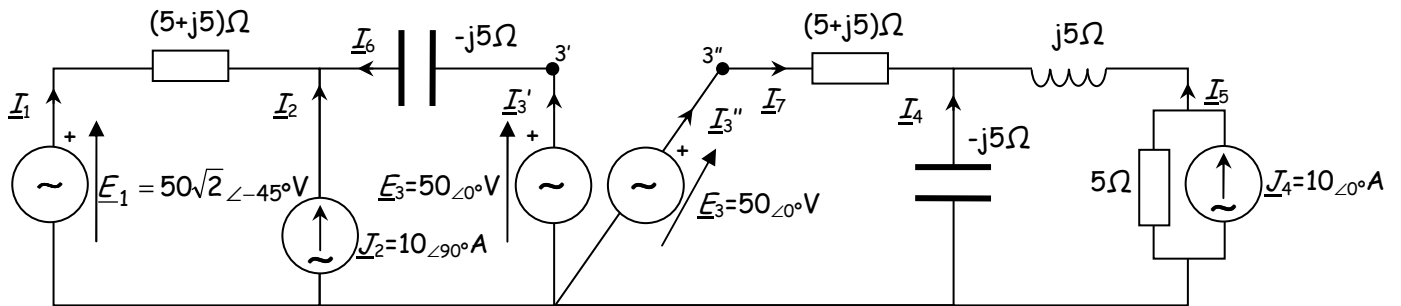 (5+j5)Ω
I6
-j5Ω
3'
3"
(5+j5)Ω
j5Ω
I1
I2
I3'
I3"
I7
I4
I5
+
+
+
-j5Ω
~
~
~
5Ω
~
E1 = 50√2∠−45°V
E3=50∠0°V
E3=50∠0°V
J4=10∠0°A
~
J2=10∠90°A